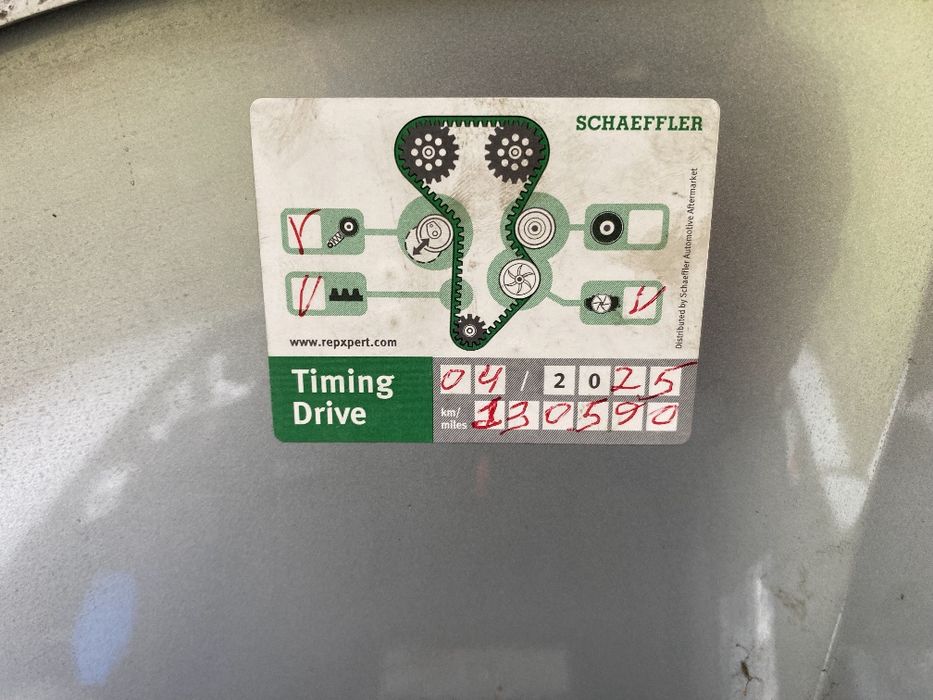 SCHAEFFLER
Distributed by Schaeffler Automotive Aftermarket
www.repxpert.com
Timing
Drive
04 / 2025
km/
miles 130590